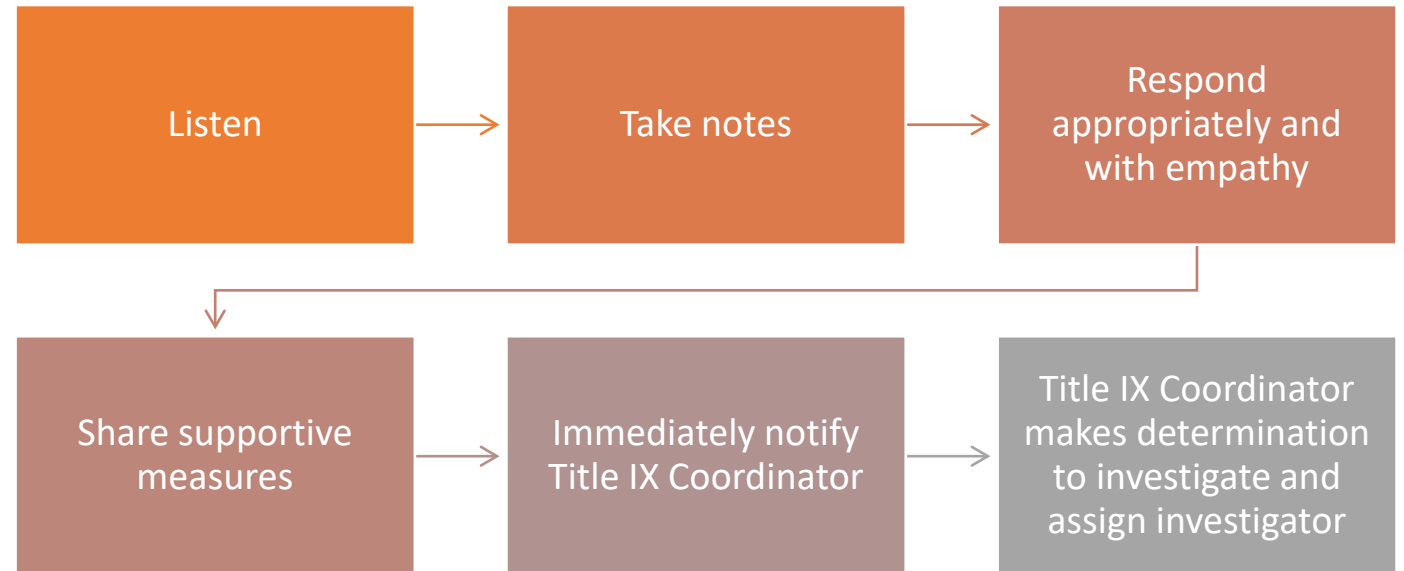 Listen
Take notes
Respond
appropriately and
with empathy
Share supportive
measures
Immediately notify
Title IX Coordinator
Title IX Coordinator
makes determination
to investigate and
assign investigator